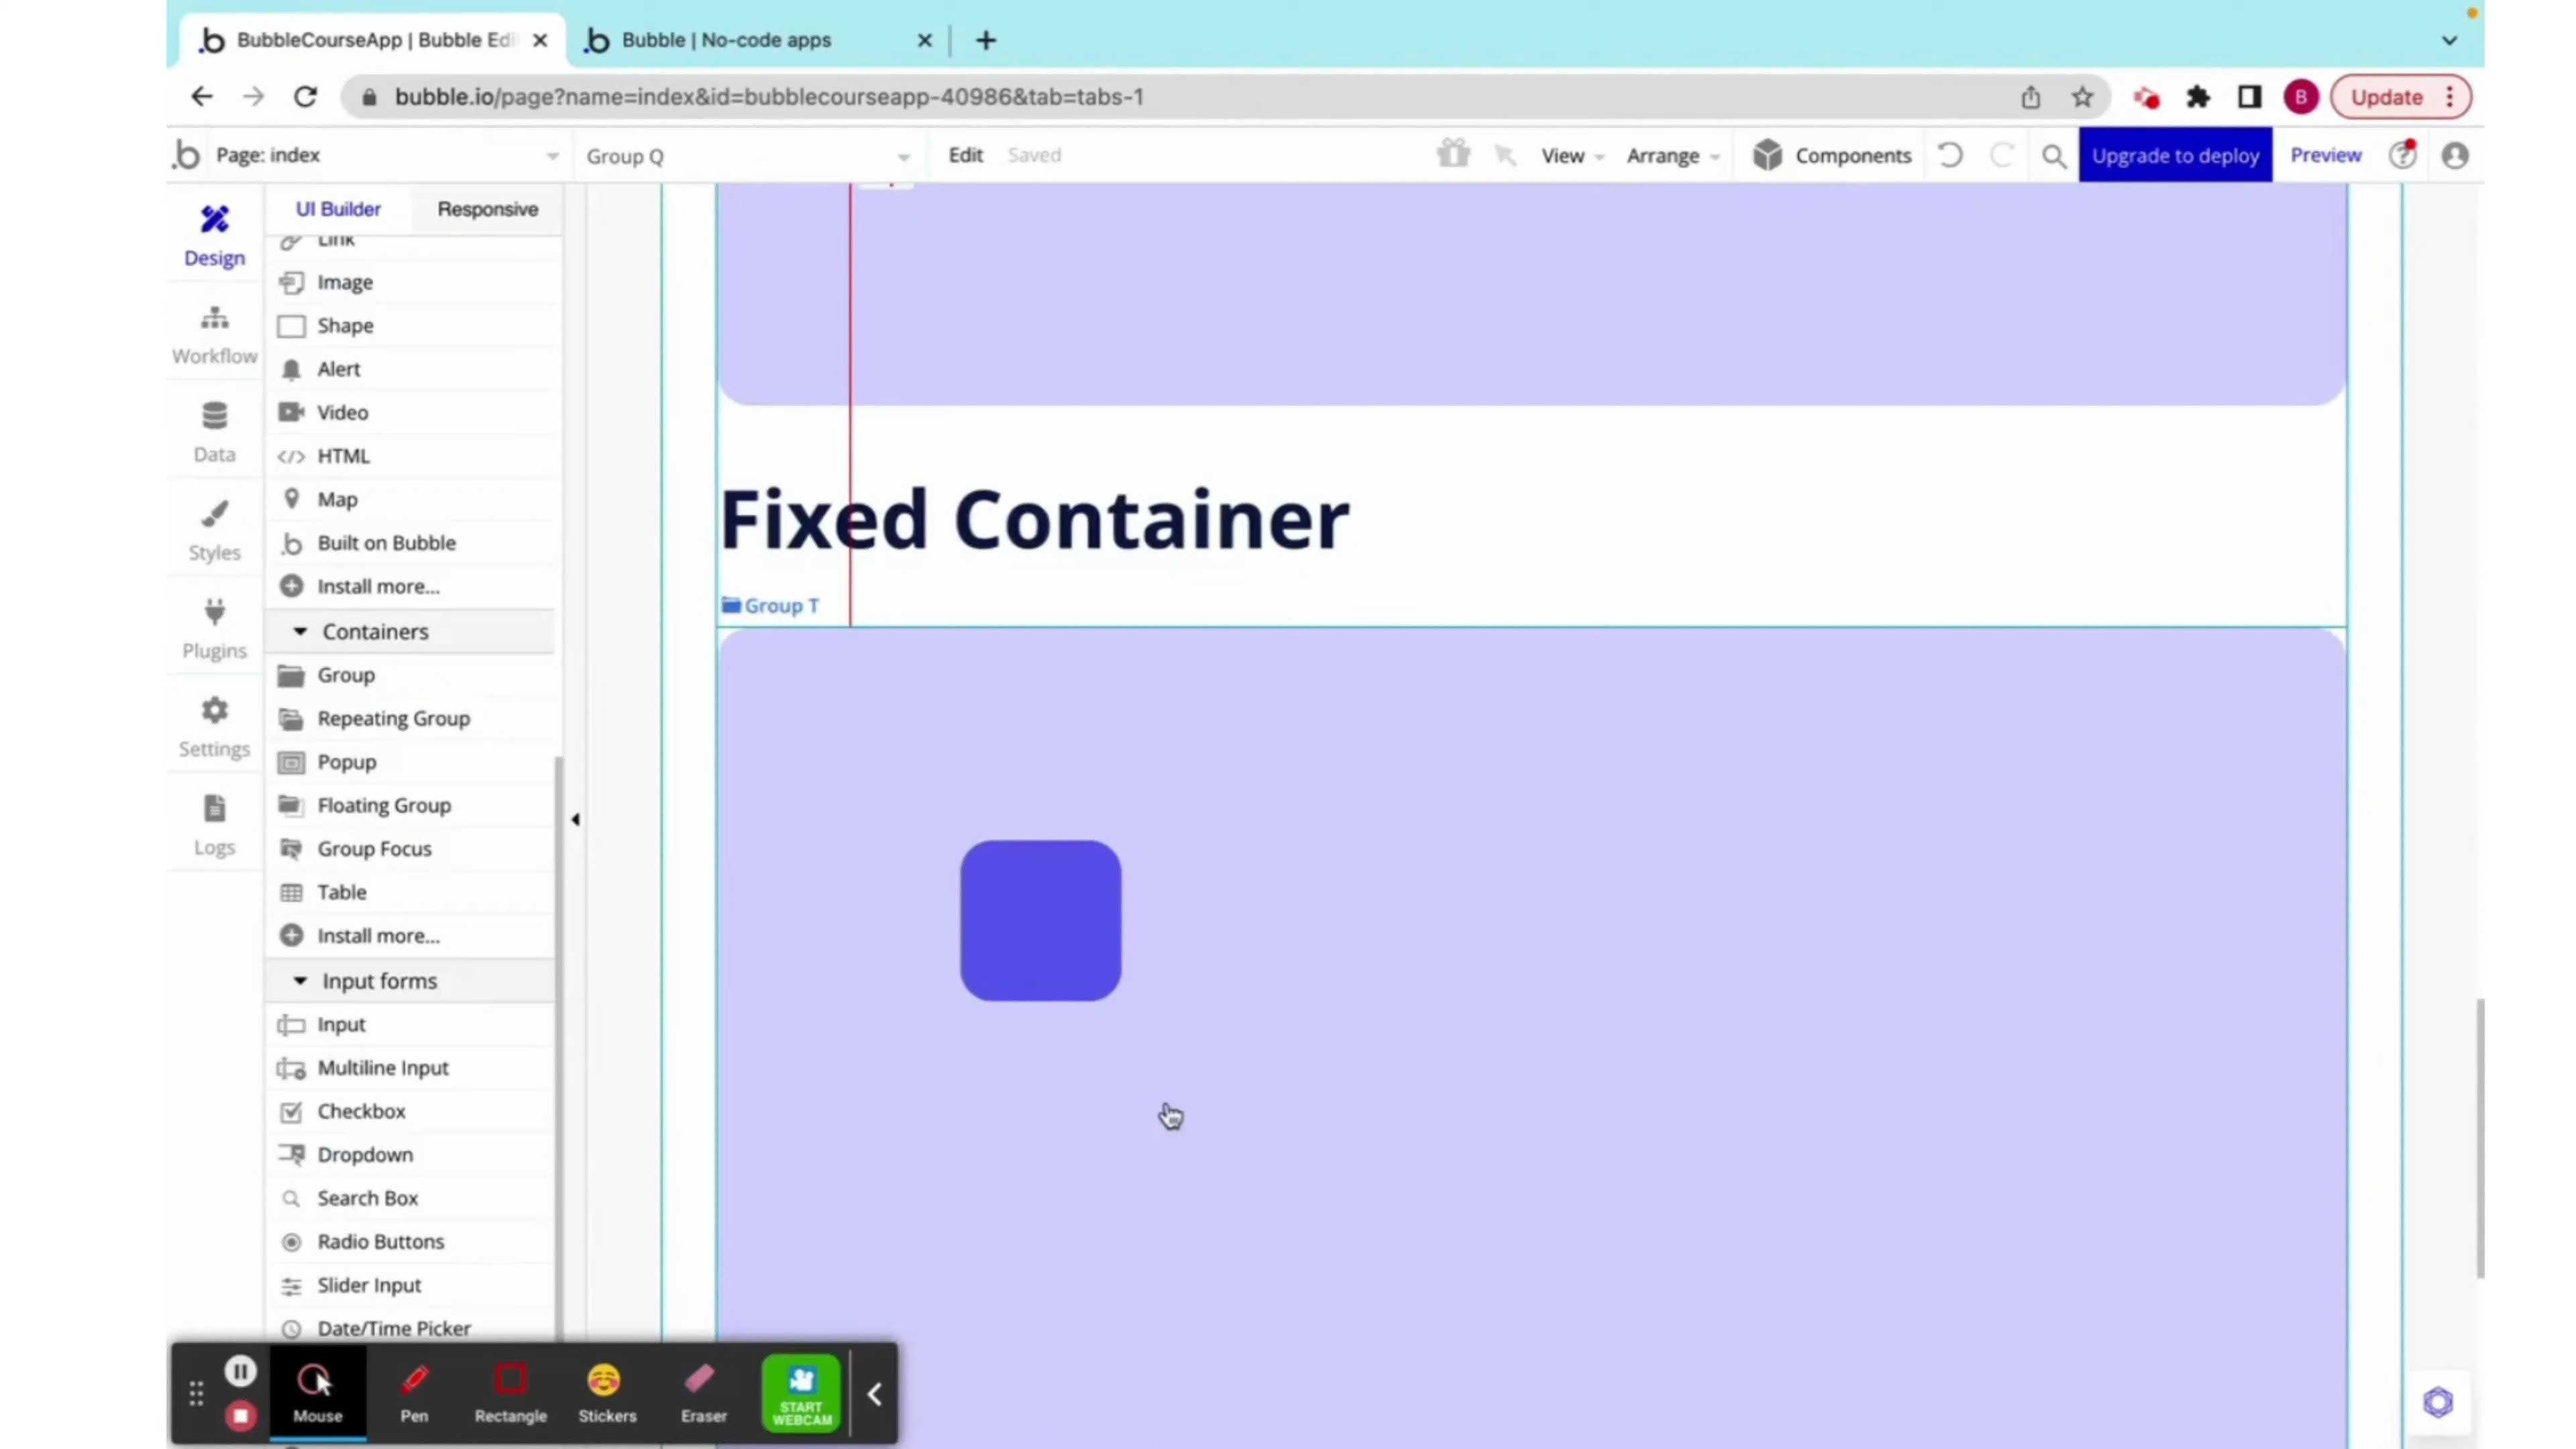 BubbleCourseApp | Bubble Edi
Bubble | No-code apps
bubble.io/page?name=index&id=bubblecourseapp-40986&tab=tabs-1
B
Update
Page: index
Group Q
Edit
Saved
View
Arrange
Components
Upgrade to deploy
Preview
UI Builder
Responsive
Design
Workflow
Data
Styles
Plugins
Settings
Logs
Link
Image
Shape
Alert
Video
HTML
Map
Built on Bubble
Install more...
Containers
Group
Repeating Group
Popup
Floating Group
Group Focus
Table
Install more...
Input forms
Input
Multiline Input
Checkbox
Dropdown
Search Box
Radio Buttons
Slider Input
Date/Time Picker
Fixed Container
Group T
Mouse
Pen
Rectangle
Stickers
Eraser
START
WEBCAM